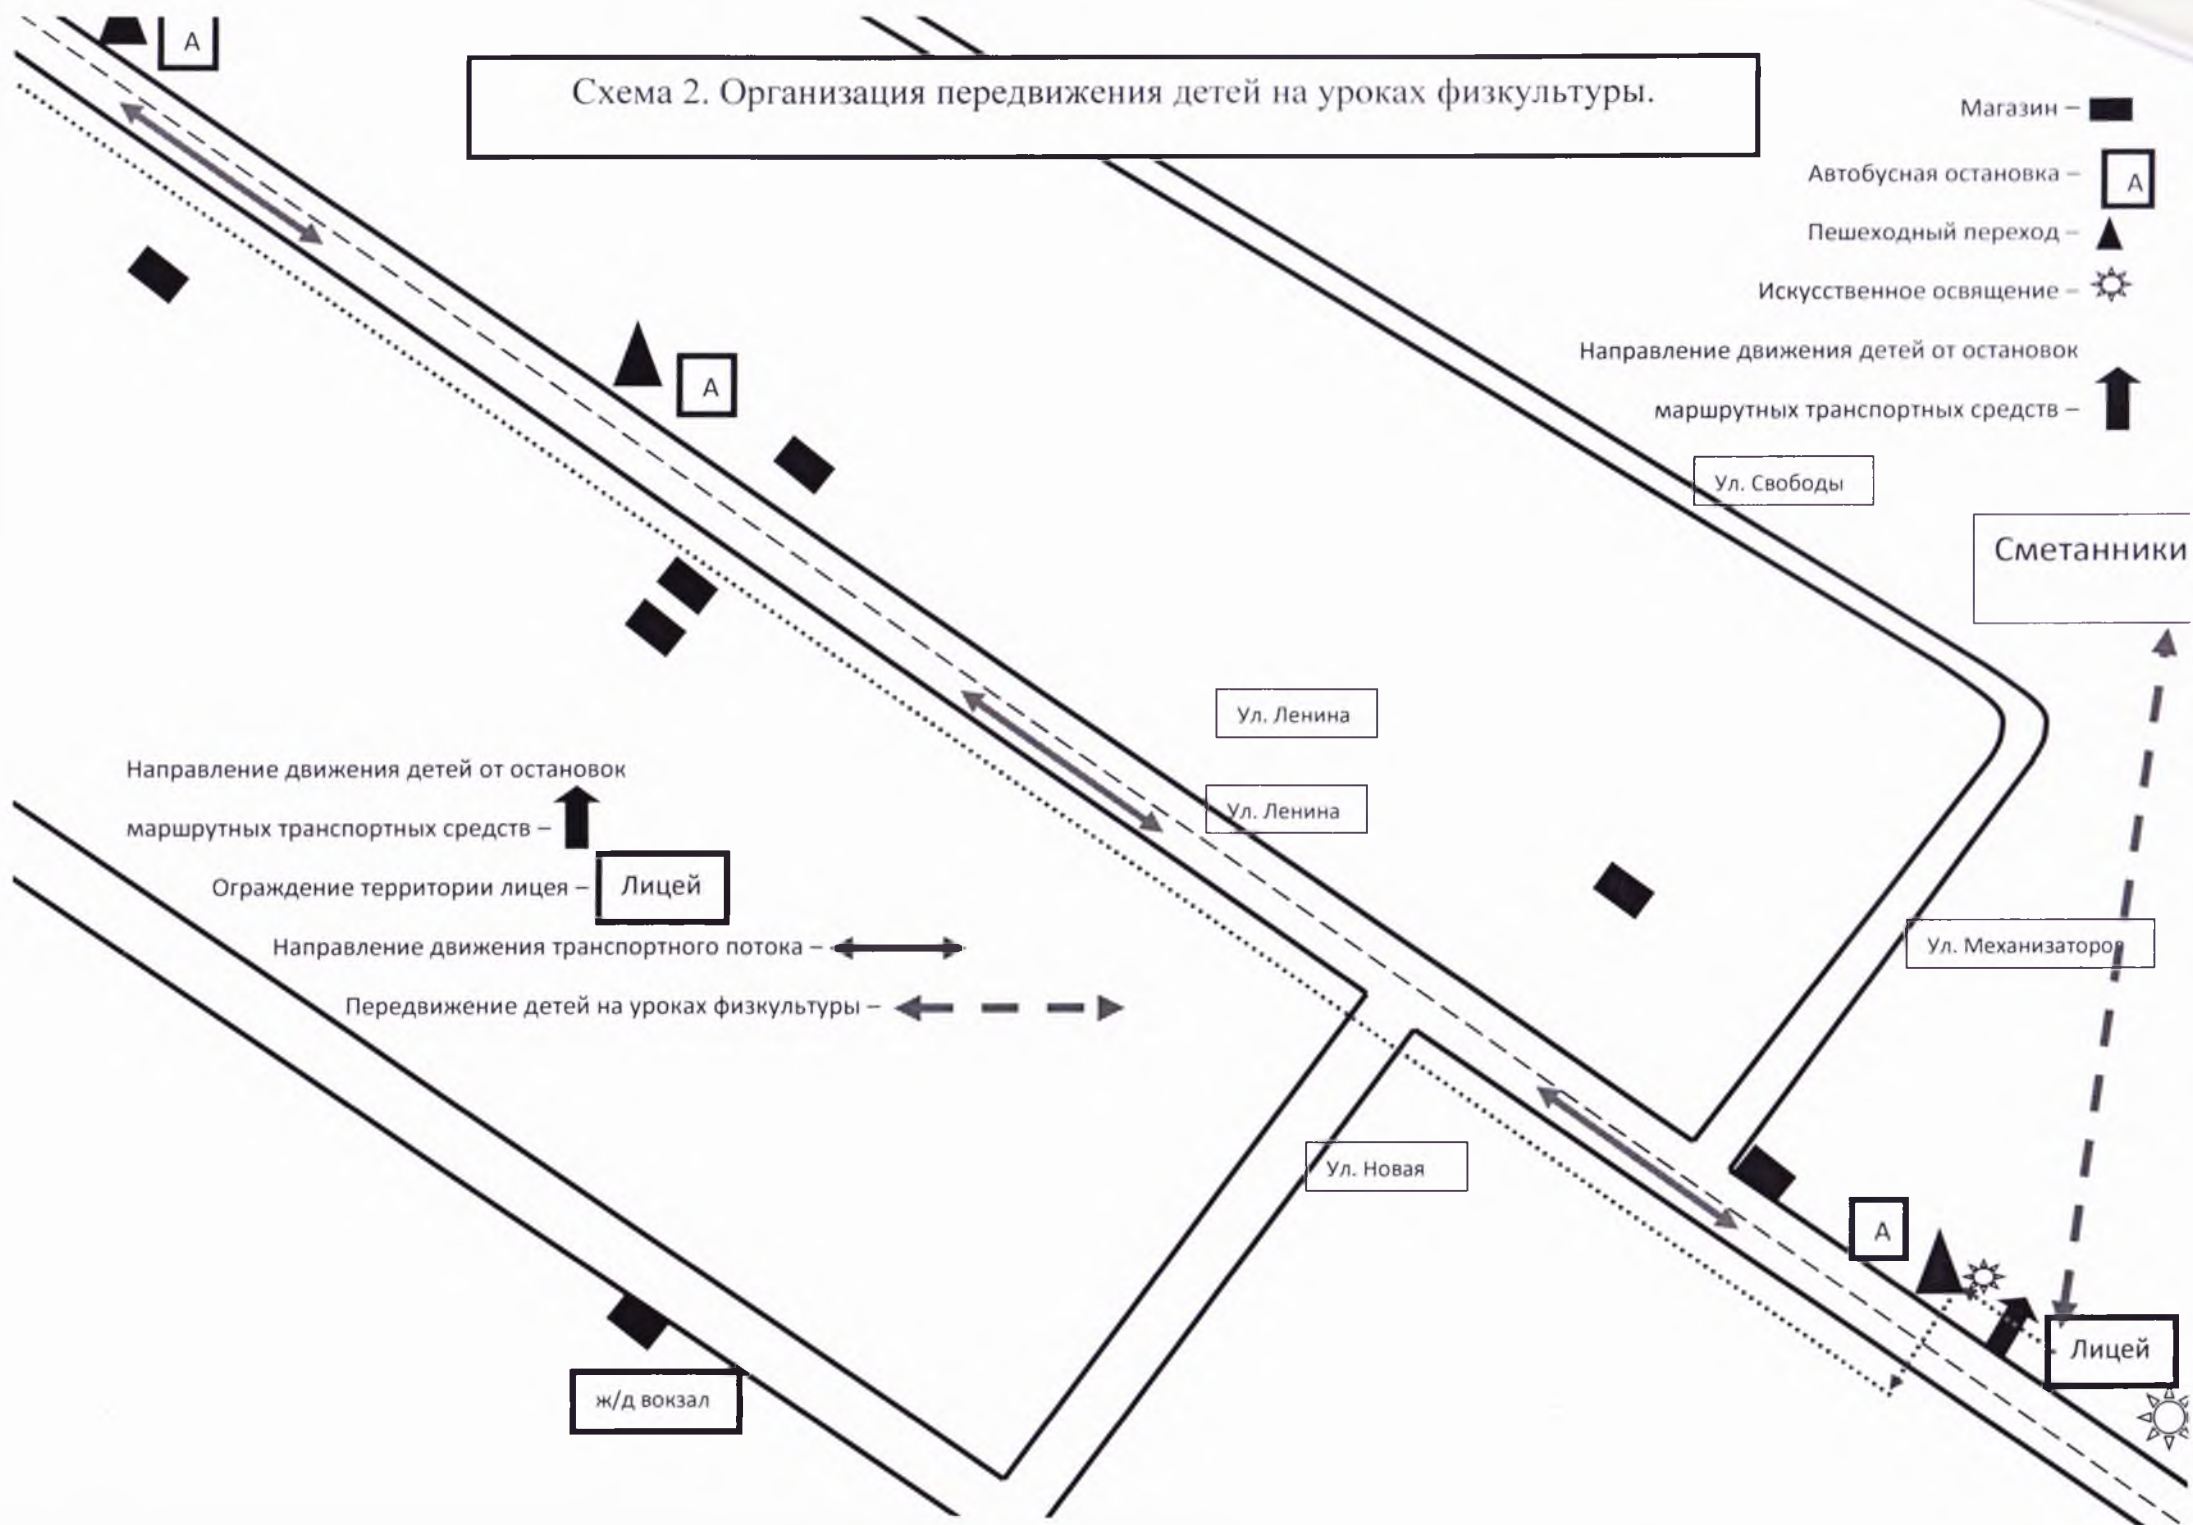 А
Схема 2. Организация передвижения детей на уроках физкультуры.
Магазин –
Автобусная остановка – А
Пешеходный переход –
Искусственное освящение –
Направление движения детей от остановок
маршрутных транспортных средств –
А
Ул. Свободы
Сметанники
Ул. Ленина
Ул. Ленина
Направление движения детей от остановок
маршрутных транспортных средств –
Ограждение территории лицея – Лицей
Направление движения транспортного потока –
Передвижение детей на уроках физкультуры –
Ул. Механизаторов
Ул. Новая
А
Лицей
ж/д вокзал